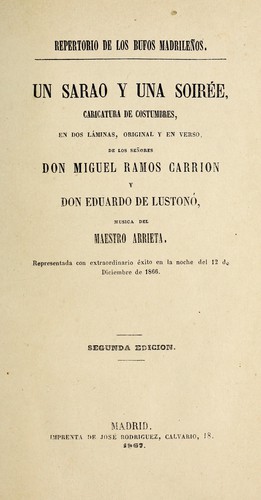 REPERTORIO DE LOS BUFOS MADRILEÑOS.
UN SARAO Y UNA SOIRÉE,
CARICATURA DE COSTUMBRES,
EN DOS LÁMINAS, ORIGINAL Y EN VERSO,
DE LOS SEÑORES
DON MIGUEL RAMOS CARRION
Y
DON EDUARDO DE LUSTONÓ,
MUSICA DEL
MAESTRO ARRIETA.
Representada con extraordinario éxito en la noche del 12 de
Diciembre de 1866.
SEGUNDA EDICION.
MADRID.
IMPRENTA DE JOSÉ RODRIGUEZ, CALVARIO, 18.
1867.